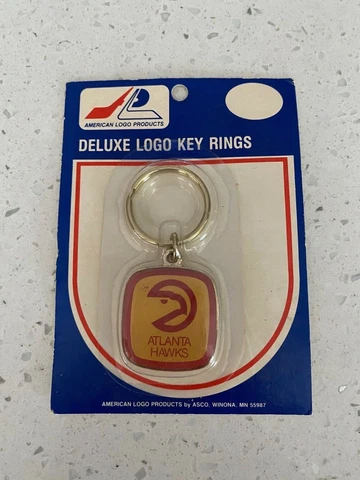 AMERICAN LOGO PRODUCTS
DELUXE LOGO KEY RINGS
ATLANTA
HAWKS
AMERICAN LOGO PRODUCTS by ASCO, WINONA, MN 55987